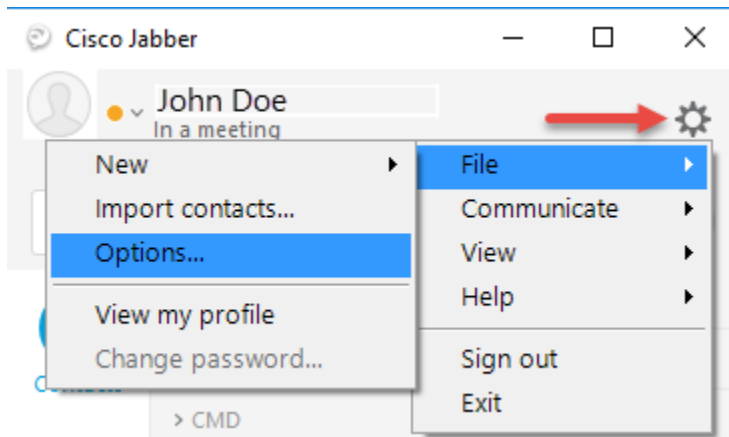 Cisco Jabber
John Doe
In a meeting
New
Import contacts...
Options...
View my profile
Change password...
File
Communicate
View
Help
Sign out
Exit
> CMD